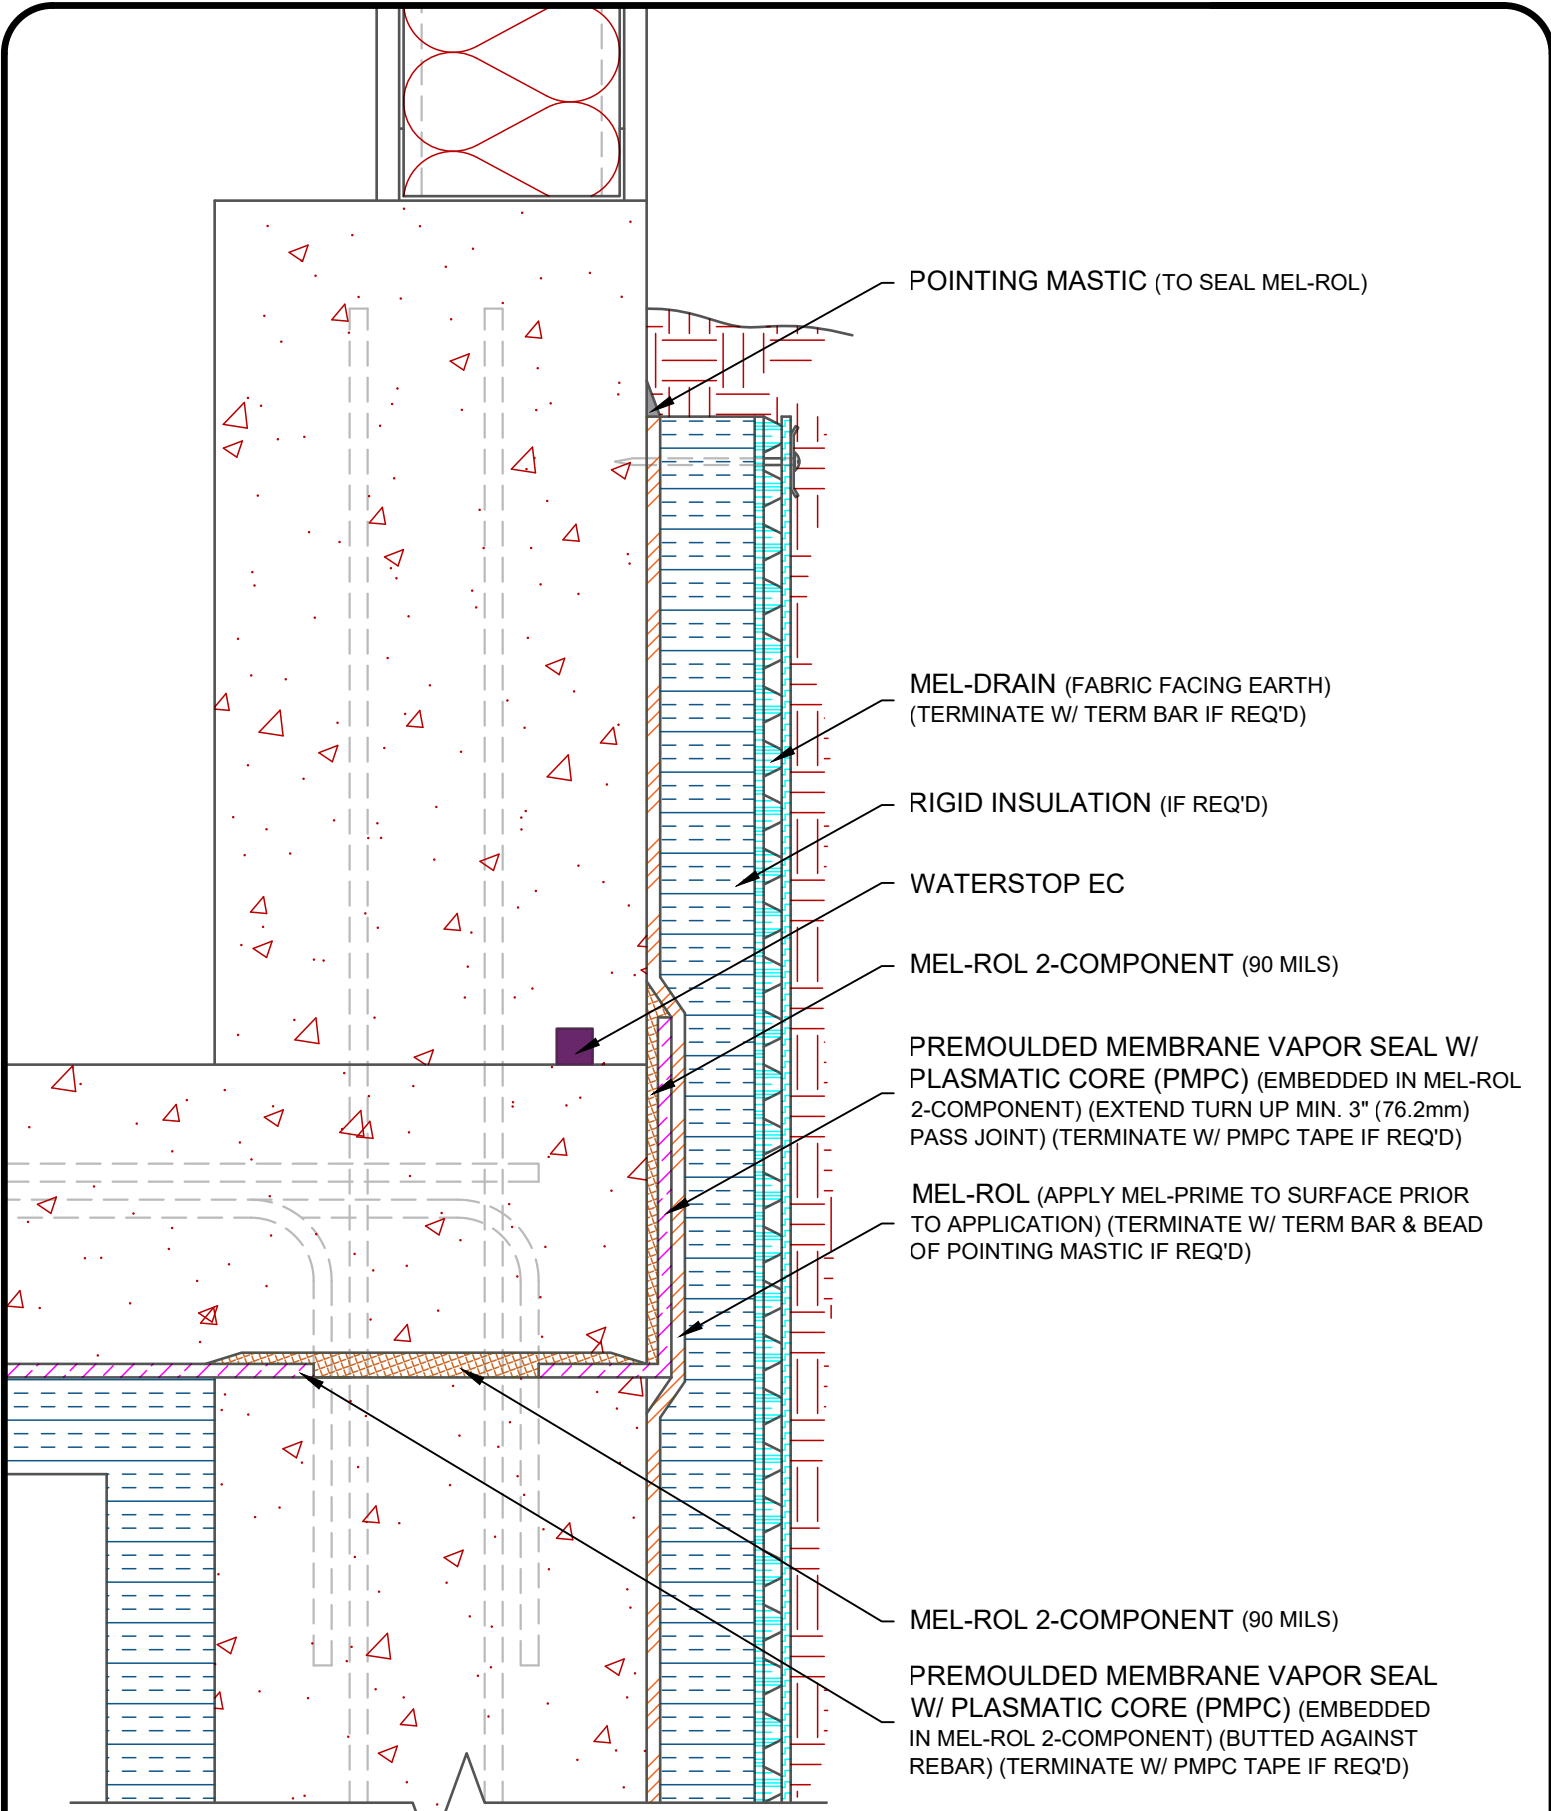 POINTING MASTIC (TO SEAL MEL-ROL)
MEL-DRAIN (FABRIC FACING EARTH)
(TERMINATE W/ TERM BAR IF REQ'D)
RIGID INSULATION (IF REQ'D)
WATERSTOP EC
MEL-ROL 2-COMPONENT (90 MILS)
PREMOULDED MEMBRANE VAPOR SEAL W/
PLASMATIC CORE (PMPC) (EMBEDDED IN MEL-ROL
2-COMPONENT) (EXTEND TURN UP MIN. 3" (76.2mm)
PASS JOINT) (TERMINATE W/ PMPC TAPE IF REQ'D)
MEL-ROL (APPLY MEL-PRIME TO SURFACE PRIOR
TO APPLICATION) (TERMINATE W/ TERM BAR & BEAD
OF POINTING MASTIC IF REQ'D)
MEL-ROL 2-COMPONENT (90 MILS)
PREMOULDED MEMBRANE VAPOR SEAL
W/ PLASMATIC CORE (PMPC) (EMBEDDED
IN MEL-ROL 2-COMPONENT) (BUTTED AGAINST
REBAR) (TERMINATE W/ PMPC TAPE IF REQ'D)